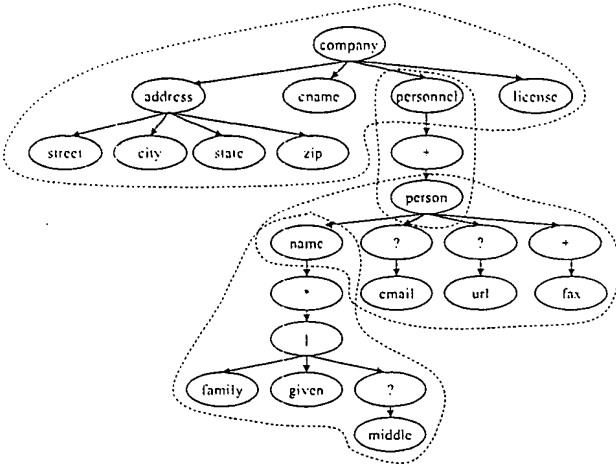 company
address cname personnel license
street city state zip +
person
name ? ? +
* email url fax
|
family given ?
middle